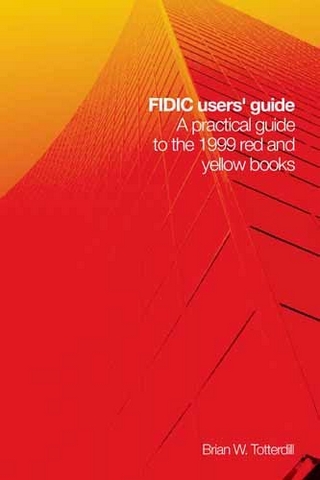 FIDIC users' guide
A practical guide
to the 1999 red and
yellow books
Brian W. Totterdill